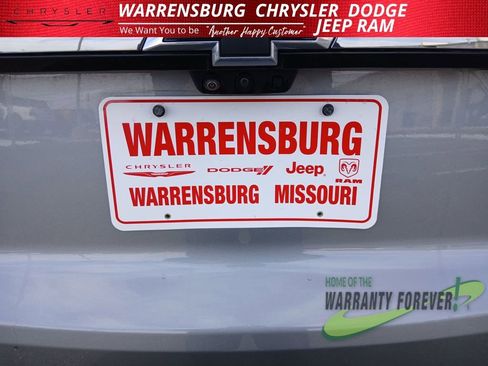 CHRYSLER
WARRENSBURG CHRYSLER DODGE
JEEP RAM
We Want You to be "Another Happy Customer"
WARRENSBURG
CHRYSLER DODGE Jeep RAM
WARRENSBURG MISSOURI
HOME OF THE
WARRANTY FOREVER!